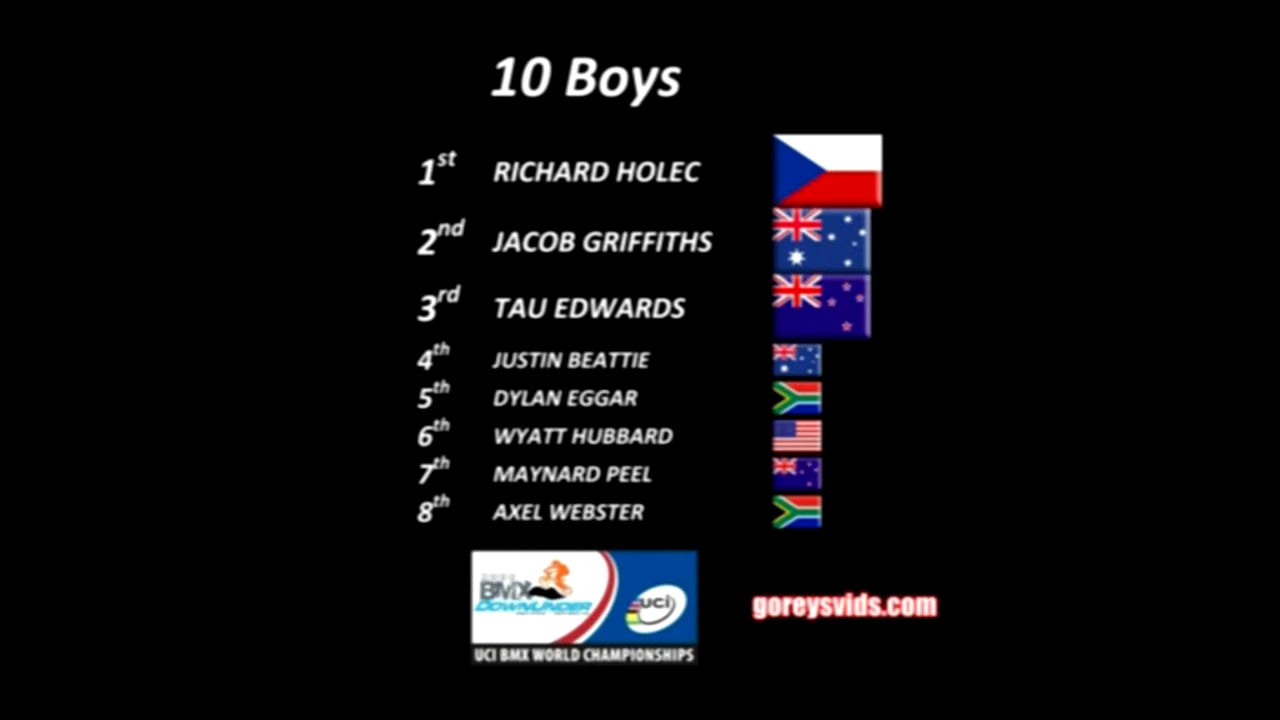 10 Boys
1st RICHARD HOLEC
2nd JACOB GRIFFITHS
3rd TAU EDWARDS
4th JUSTIN BEATTIE
5th DYLAN EGGAR
6th WYATT HUBBARD
7th MAYNARD PEEL
8th AXEL WEBSTER
BMX
DOWNUNDER
uci
UCI BMX WORLD CHAMPIONSHIPS
goreysvids.com